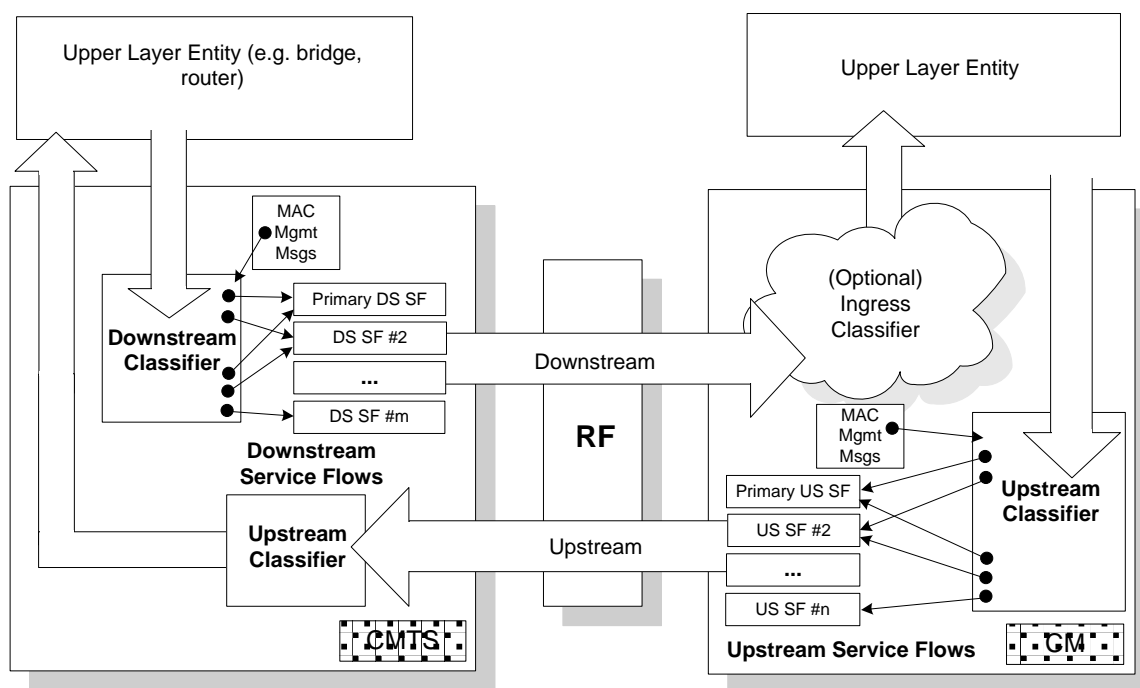 Upper Layer Entity (e.g. bridge,
router)
Upper Layer Entity
MAC
Mgmt
Msgs
Downstream
Classifier
Primary DS SF
DS SF #2
...
DS SF #m
Downstream
Service Flows
Downstream
RF
(Optional)
Ingress
Classifier
MAC
Mgmt
Msgs
Upstream
Classifier
Primary US SF
US SF #2
...
US SF #n
Upstream Service Flows
Upstream
Upstream
Classifier
CMTS
CM